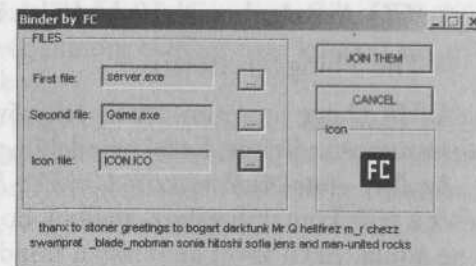 Binder by FC
FILES
First file: server.exe ...
JOIN THEM
Second file: Game.exe ...
CANCEL
Icon
Icon file: ICON.ICO ...
FC
thanx to stoner greetings to bogart darkfunk Mr.Q hellfirez m_r chezz
swamprat _blade_mobman sonia hitoshi sofia jens and man-united rocks